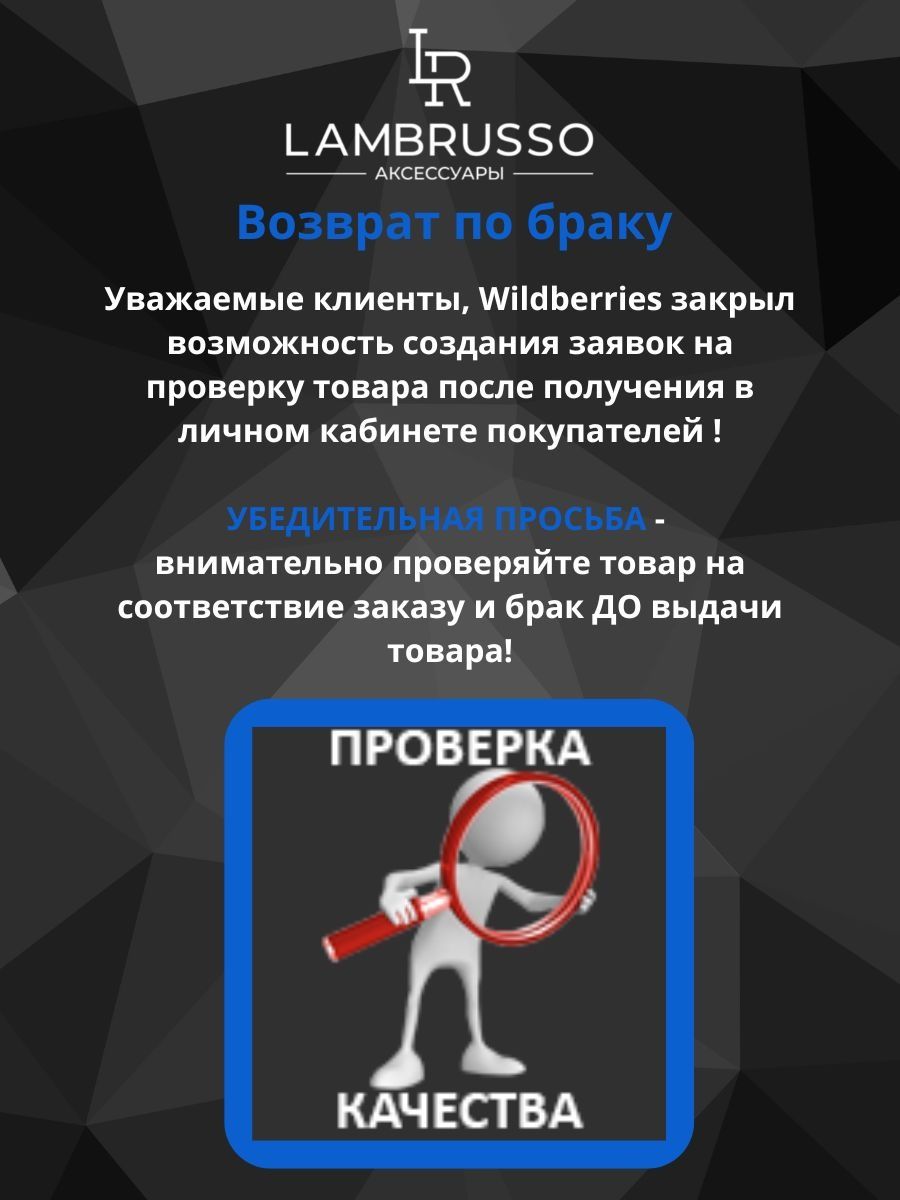 LR
LAMBRUSSO
АКСЕССУАРЫ
Возврат по браку
Уважаемые клиенты, Wildberries закрыл
возможность создания заявок на
проверку товара после получения в
личном кабинете покупателей !
УБЕДИТЕЛЬНАЯ ПРОСЬБА -
внимательно проверяйте товар на
соответствие заказу и брак ДО выдачи
товара!
ПРОВЕРКА
КАЧЕСТВА